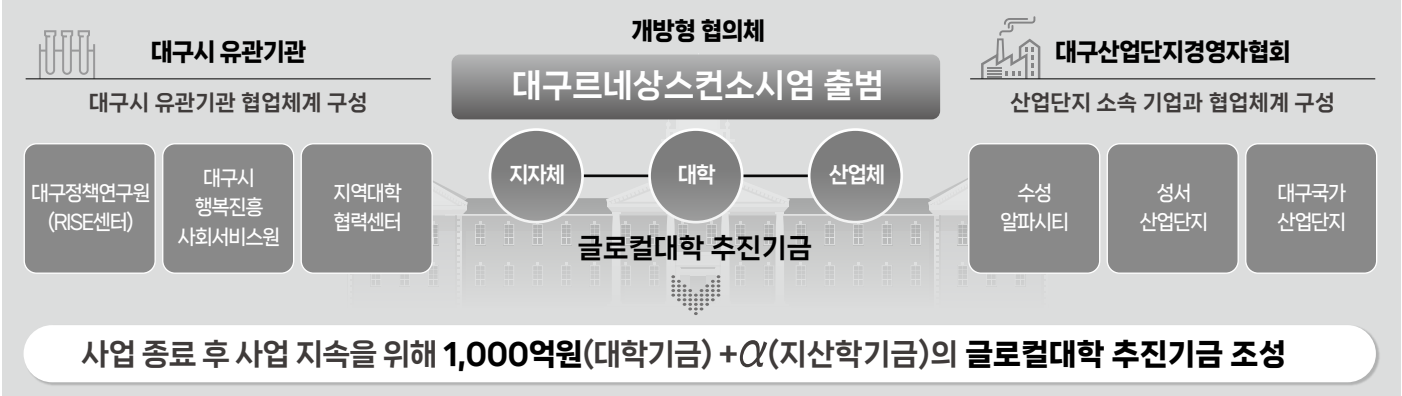 대구시 유관기관
대구시 유관기관 협업체계 구성
대구정책연구원
(RISE센터)
대구시
행복진흥
사회서비스원
지역대학
협력센터
개방형 협의체
대구르네상스컨소시엄 출범
지자체
대학
산업체
글로컬대학 추진기금
대구산업단지경영자협회
산업단지 소속 기업과 협업체계 구성
수성
알파시티
성서
산업단지
대구국가
산업단지
사업 종료 후 사업 지속을 위해 1,000억원(대학기금) +α(지산학기금)의 글로컬대학 추진기금 조성